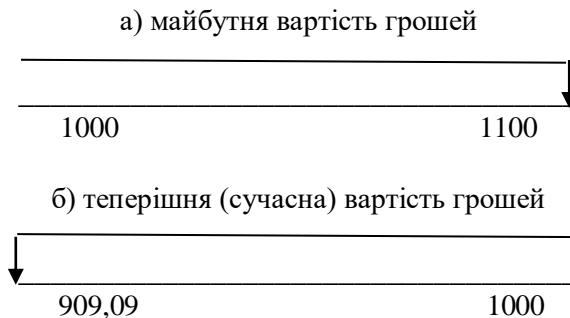 а) майбутня вартість грошей
1000 1100
б) теперішня (сучасна) вартість грошей
909,09 1000